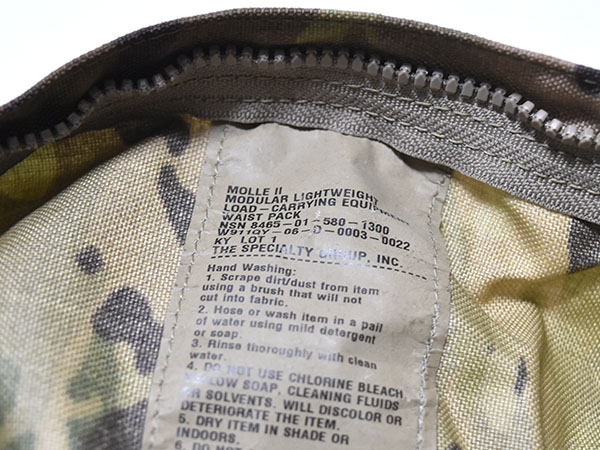 MOLLE II
MODULAR LIGHTWEIGHT
LOAD-CARRYING EQUIPMENT
WAIST PACK
NSN 8465-01-580-1300
W911QY-06-D-0003-0022
KY LOT 1
THE SPECIALTY GROUP, INC.
Hand Washing:
1. Scrape dirt/dust from item
using a brush that will not
cut into fabric.
2. Hose or wash item in a pail
of water using mild detergent
or soap.
3. Rinse thoroughly with clean
water.
4. DO NOT USE CHLORINE BLEACH
SOAP, CLEANING FLUIDS
OR SOLVENTS. WILL DISCOLOR OR
DETERIORATE THE ITEM.
5. DRY ITEM IN SHADE OR
INDOORS.
6. DO NOT